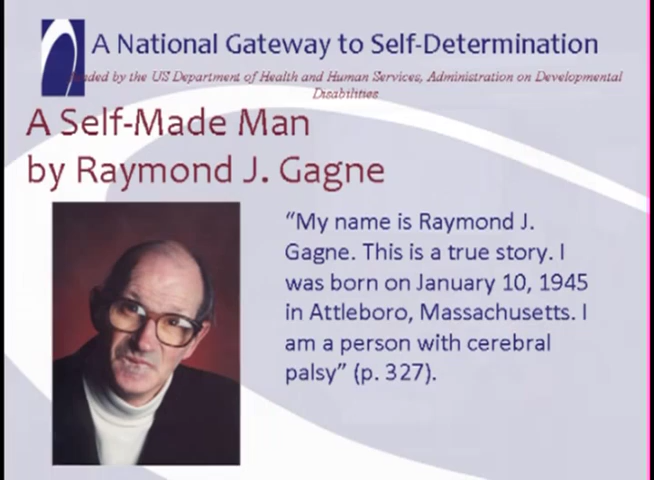 A National Gateway to Self-Determination
Funded by the US Department of Health and Human Services, Administration on Developmental
Disabilities
A Self-Made Man
by Raymond J. Gagne
“My name is Raymond J.
Gagne. This is a true story. I
was born on January 10, 1945
in Attleboro, Massachusetts. I
am a person with cerebral
palsy” (p. 327).